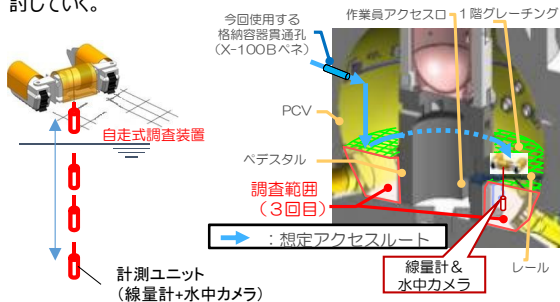 討していく。
自走式調査装置
計測ユニット
(線量計+水中カメラ)
今回使用する
格納容器貫通孔
(X-100Bペネ)
作業員アクセスロ
1階グレーチング
PCV
ペデスタル
調査範囲
(3回目)
:想定アクセスルート
線量計&
水中カメラ
レール